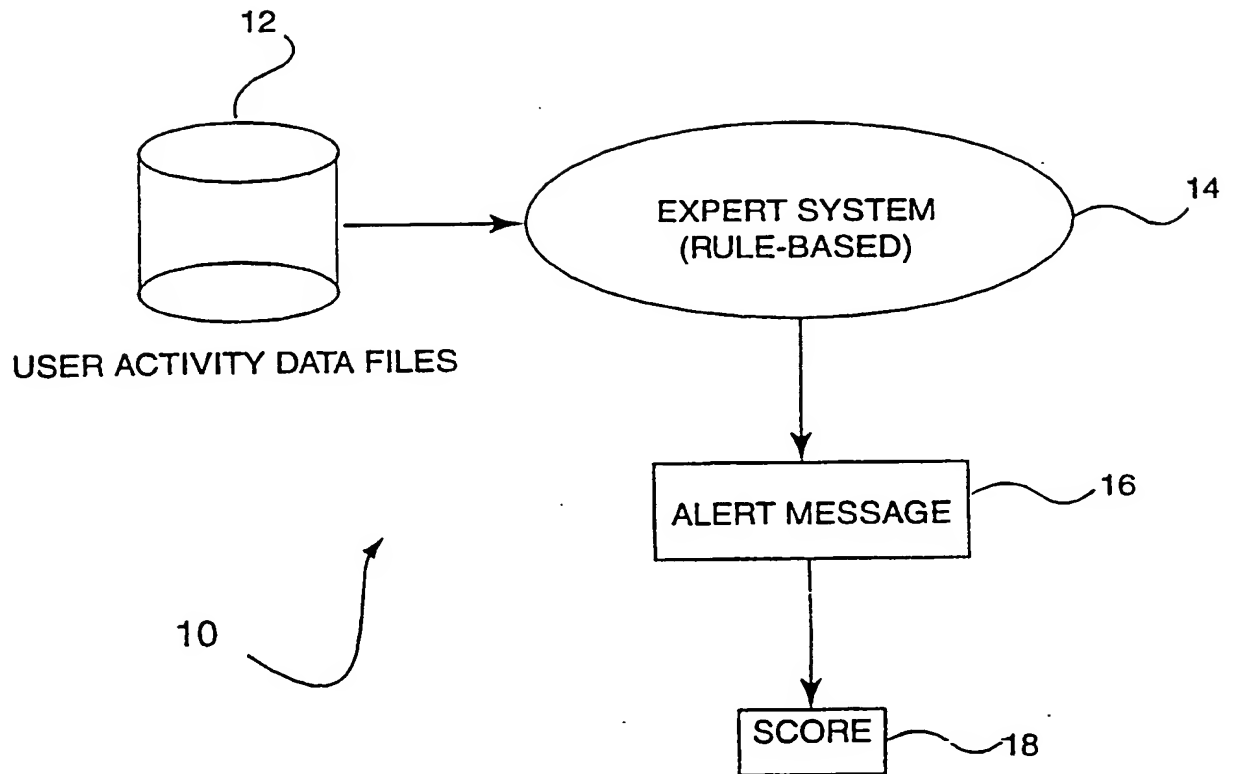 12
EXPERT SYSTEM
(RULE-BASED)
14
USER ACTIVITY DATA FILES
ALERT MESSAGE
16
10
SCORE
18